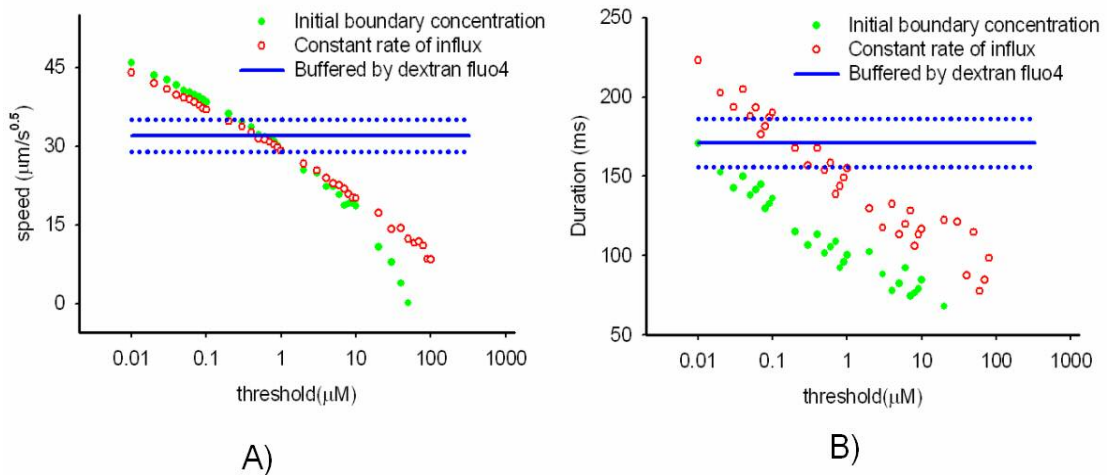 Initial boundary concentration
Constant rate of influx
Buffered by dextran fluo4
speed (μm/s^0.5)
45
30
15
0
0.01 0.1 1 10 100 1000
threshold(μM)
A)
Initial boundary concentration
Constant rate of influx
Buffered by dextran fluo4
Duration (ms)
250
200
150
100
50
0.01 0.1 1 10 100 1000
threshold(μM)
B)